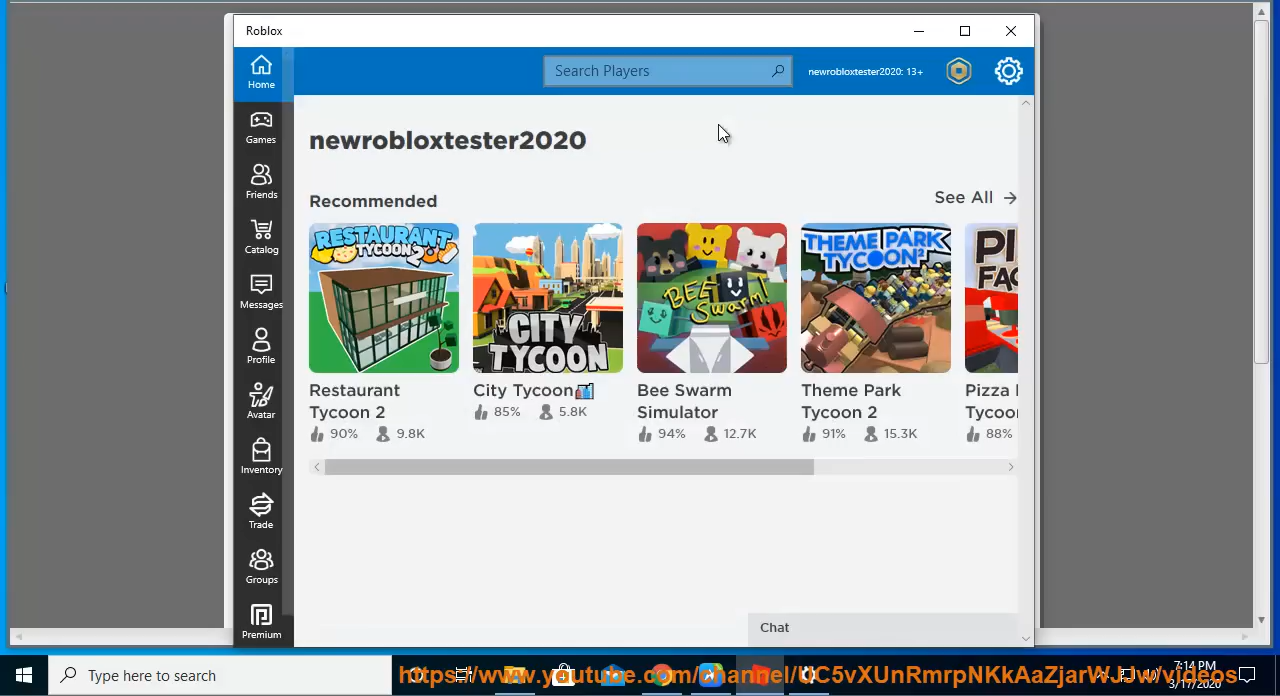 Roblox
Home
Search Players
newrobloxtester2020: 13+
Games
Friends
Catalog
Messages
Profile
Avatar
Inventory
Trade
Groups
Premium
newrobloxtester2020
Recommended
See All
RESTAURANT
TYCOON 2
CITY
TYCOON
BEE
Swarm!
THEME PARK
TYCOON 2
Restaurant
Tycoon 2
90% 9.8K
City Tycoon
85% 5.8K
Bee Swarm
Simulator
94% 12.7K
Theme Park
Tycoon 2
91% 15.3K
Pizza
Tycoon
88%
Chat
Type here to search
7:14 PM
3/17/2020